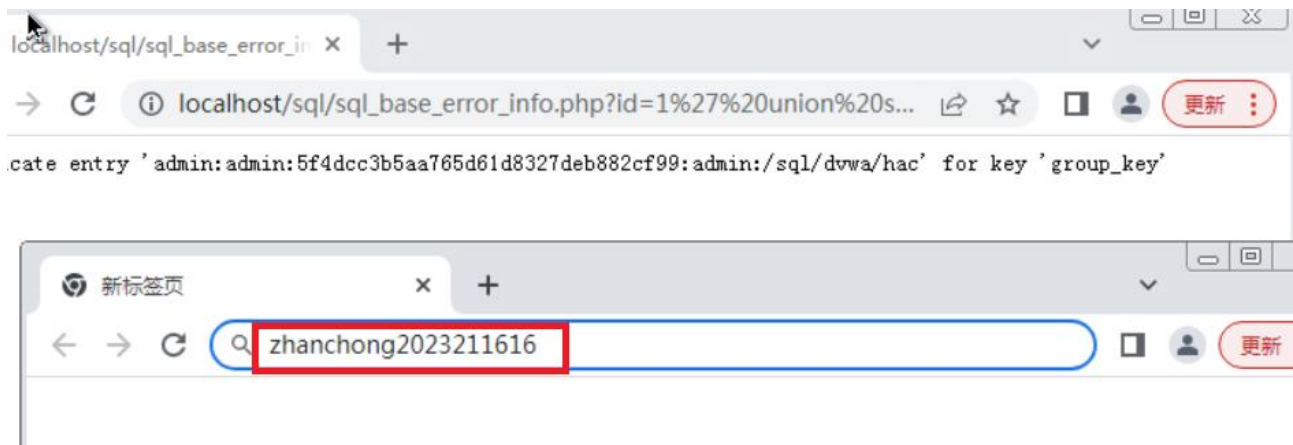 localhost/sql/sql_base_error_in
localhost/sql/sql_base_error_info.php?id=1%27%20union%20s...
更新
cate entry 'admin:admin:5f4dcc3b5aa765d61d8327deb882cf99:admin:/sql/dvwa/hac' for key 'group_key'
新标签页
zhanchong2023211616
更新